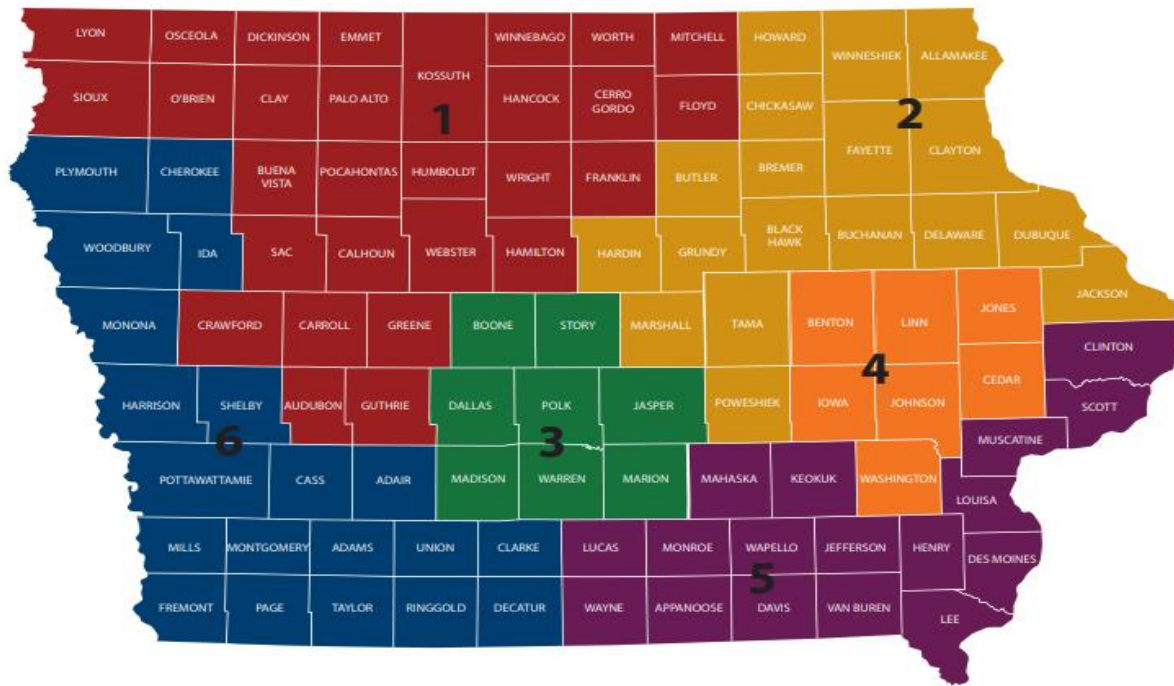 LYON
OSCEOLA
DICKINSON
EMMET
KOSSUTH
WINNEBAGO
WORTH
MITCHELL
HOWARD
WINNESHIEK
ALLAMAKEE
SIOUX
O'BRIEN
CLAY
PALO ALTO
HANCOCK
CERRO
GORDO
FLOYD
CHICKASAW
1
2
PLYMOUTH
CHEROKEE
BUENA
VISTA
POCAHONTAS
HUMBOLDT
WRIGHT
FRANKLIN
BUTLER
BREMER
FAYETTE
CLAYTON
WOODBURY
IDA
SAC
CALHOUN
WEBSTER
HAMILTON
HARDIN
GRUNDY
BLACK
HAWK
BUCHANAN
DELAWARE
DUBUQUE
MONONA
CRAWFORD
CARROLL
GREENE
BOONE
STORY
MARSHALL
TAMA
BENTON
LINN
JONES
JACKSON
CLINTON
4
HARRISON
SHELBY
AUDUBON
GUTHRIE
DALLAS
POLK
JASPER
POWESHIEK
IOWA
JOHNSON
CEDAR
SCOTT
6
3
MUSCATINE
POTTAWATTAMIE
CASS
ADAIR
MADISON
WARREN
MARION
MAHASKA
KEOKUK
WASHINGTON
LOUISA
MILLS
MONTGOMERY
ADAMS
UNION
CLARKE
LUCAS
MONROE
WAPELLO
JEFFERSON
HENRY
DES MOINES
5
FREMONT
PAGE
TAYLOR
RINGGOLD
DECATUR
WAYNE
APPANOOSE
DAVIS
VAN BUREN
LEE